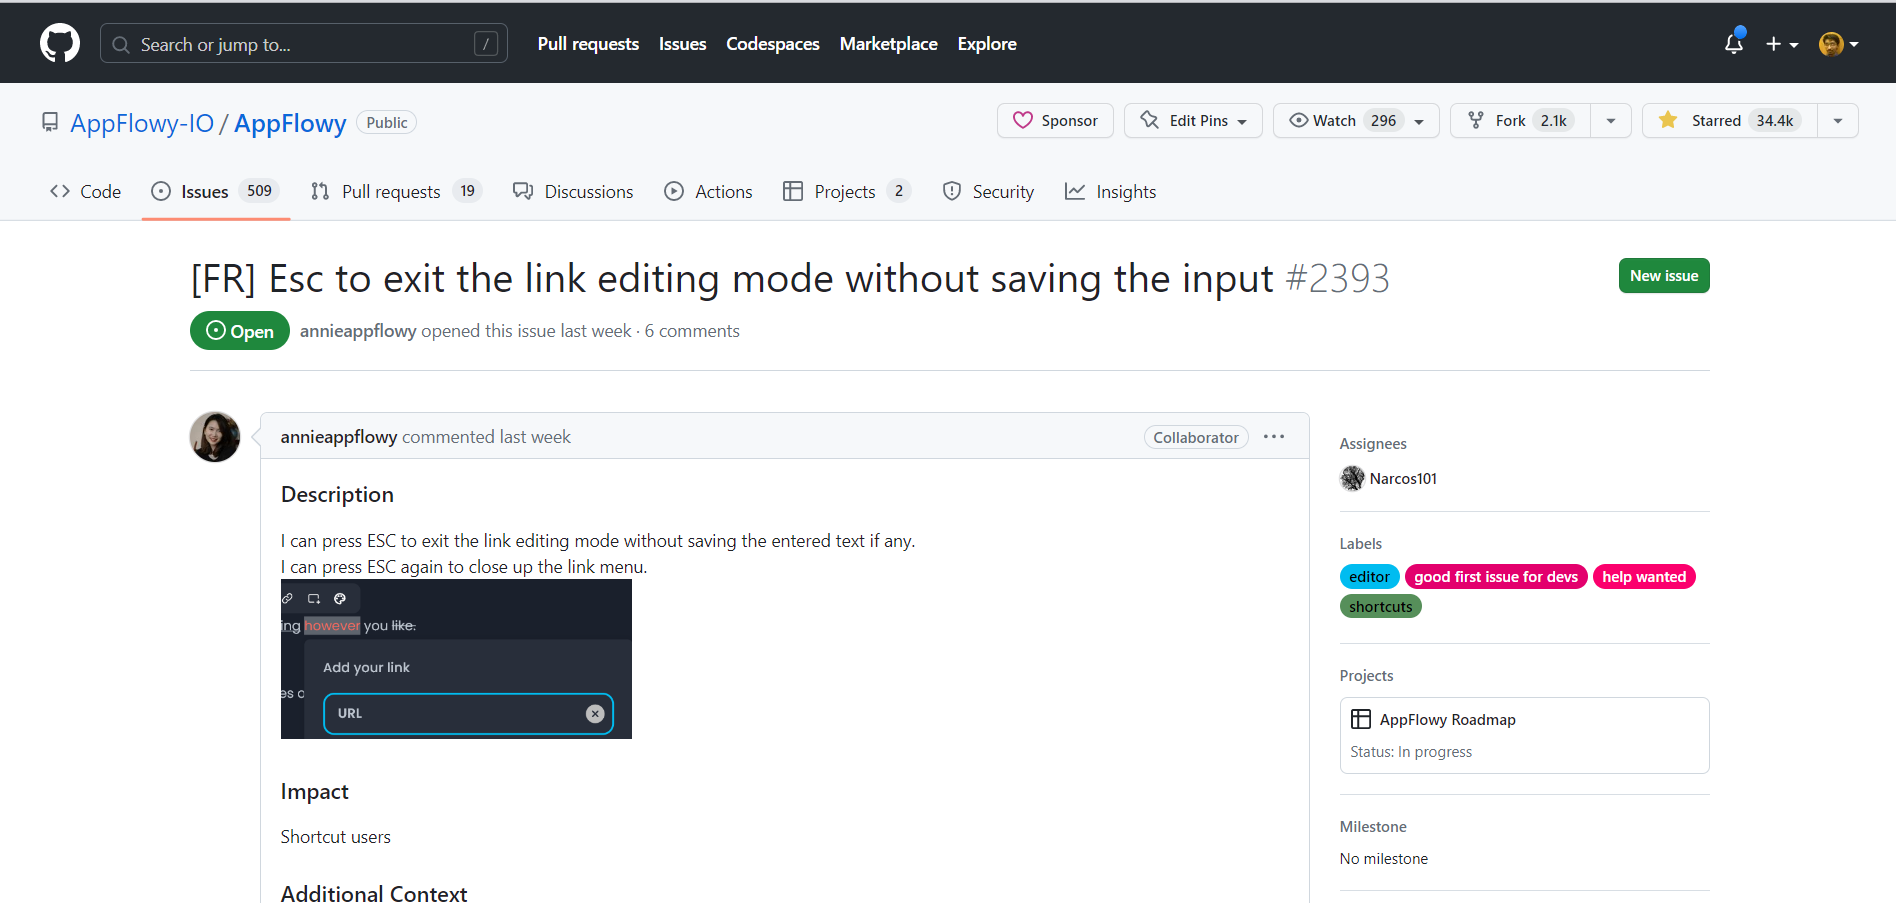 Search or jump to...
/
Pull requests
Issues
Codespaces
Marketplace
Explore
AppFlowy-IO / AppFlowy
Public
Sponsor
Edit Pins
Watch 296
Fork 2.1k
Starred 34.4k
Code
Issues 509
Pull requests 19
Discussions
Actions
Projects 2
Security
Insights
[FR] Esc to exit the link editing mode without saving the input #2393
New issue
Open
annieappflowy opened this issue last week · 6 comments
annieappflowy commented last week
Collaborator
Description
I can press ESC to exit the link editing mode without saving the entered text if any.
I can press ESC again to close up the link menu.
ing however you like.
Add your link
es o
URL
Impact
Shortcut users
Additional Context
Assignees
Narcos101
Labels
editor
good first issue for devs
help wanted
shortcuts
Projects
AppFlowy Roadmap
Status: In progress
Milestone
No milestone